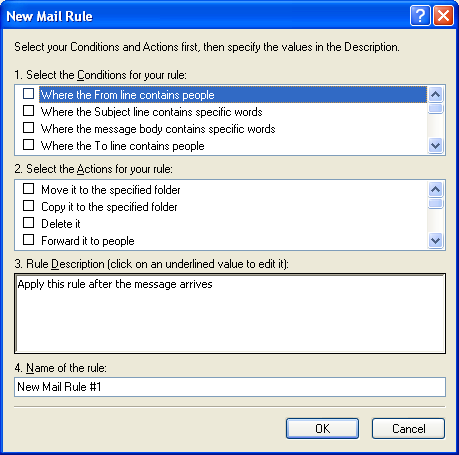 New Mail Rule
Select your Conditions and Actions first, then specify the values in the Description.
1. Select the Conditions for your rule:
Where the From line contains people
Where the Subject line contains specific words
Where the message body contains specific words
Where the To line contains people
2. Select the Actions for your rule:
Move it to the specified folder
Copy it to the specified folder
Delete it
Forward it to people
3. Rule Description (click on an underlined value to edit it):
Apply this rule after the message arrives
4. Name of the rule:
New Mail Rule #1
OK Cancel